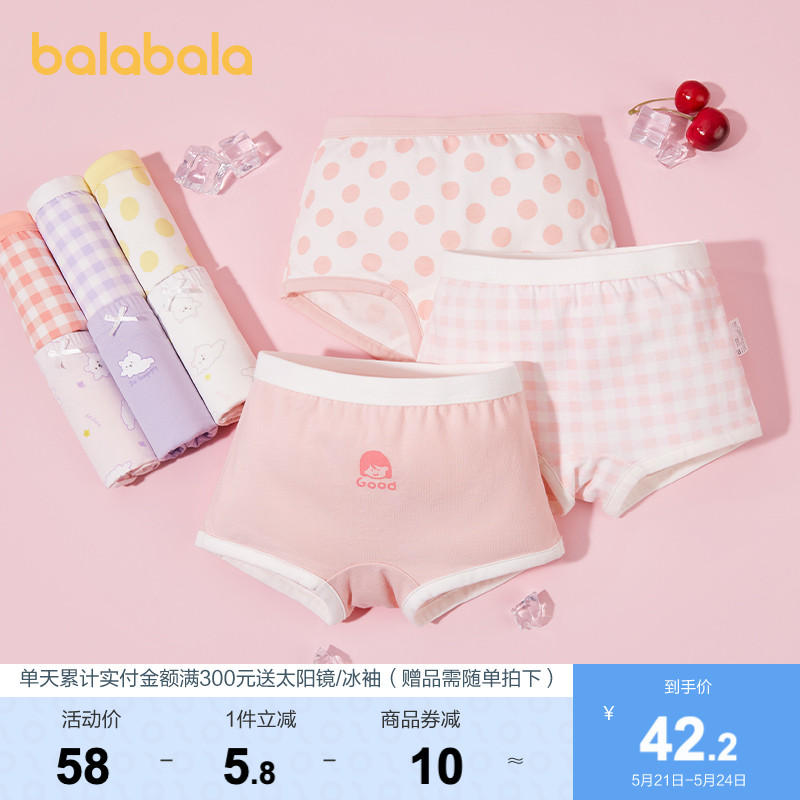 balabala
Good
单天累计实付金额满300元送太阳镜/冰袖（赠品需随单拍下）
活动价 1件立减 商品券减 到手价
58 - 5.8 - 10 ≈ ¥ 42.2
5月21日-5月24日